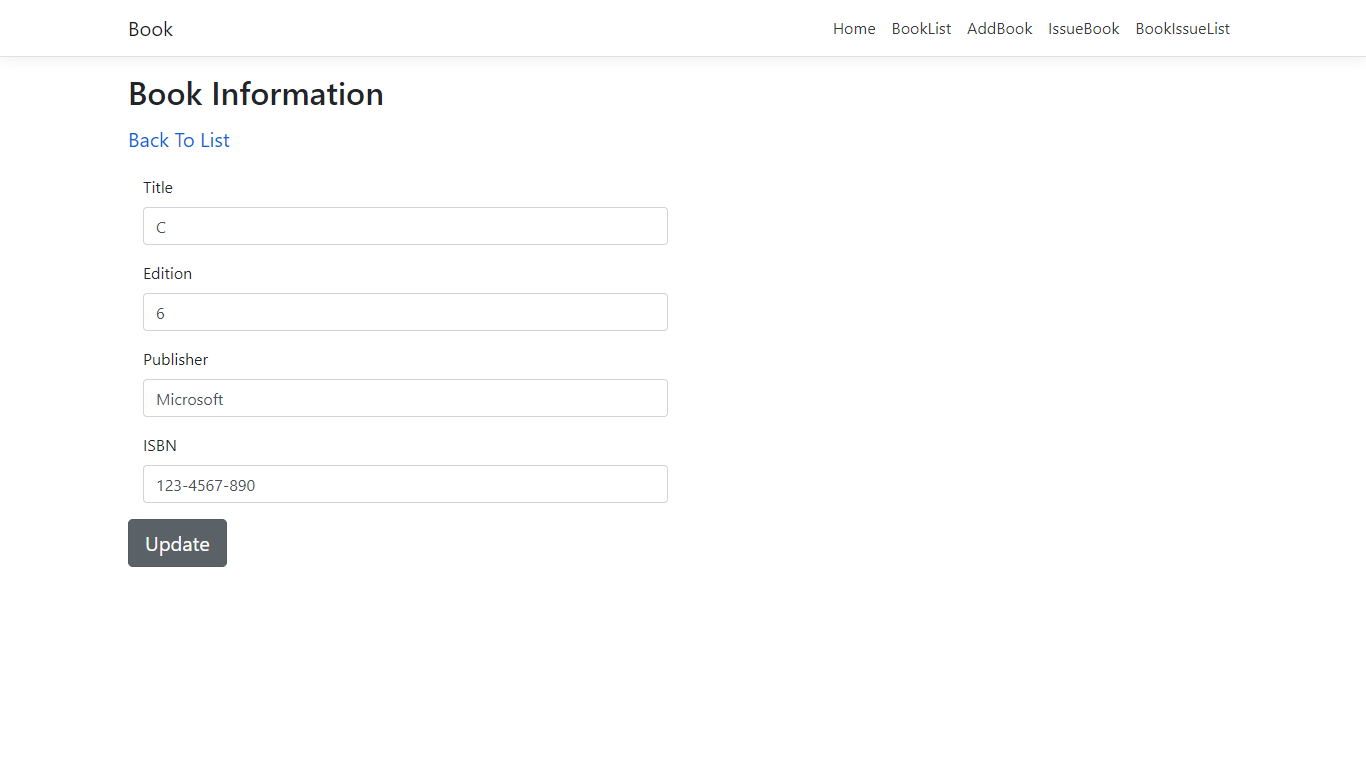 Book Home BookList AddBook IssueBook BookIssueList
Book Information
Back To List
Title
C
Edition
6
Publisher
Microsoft
ISBN
123-4567-890
Update